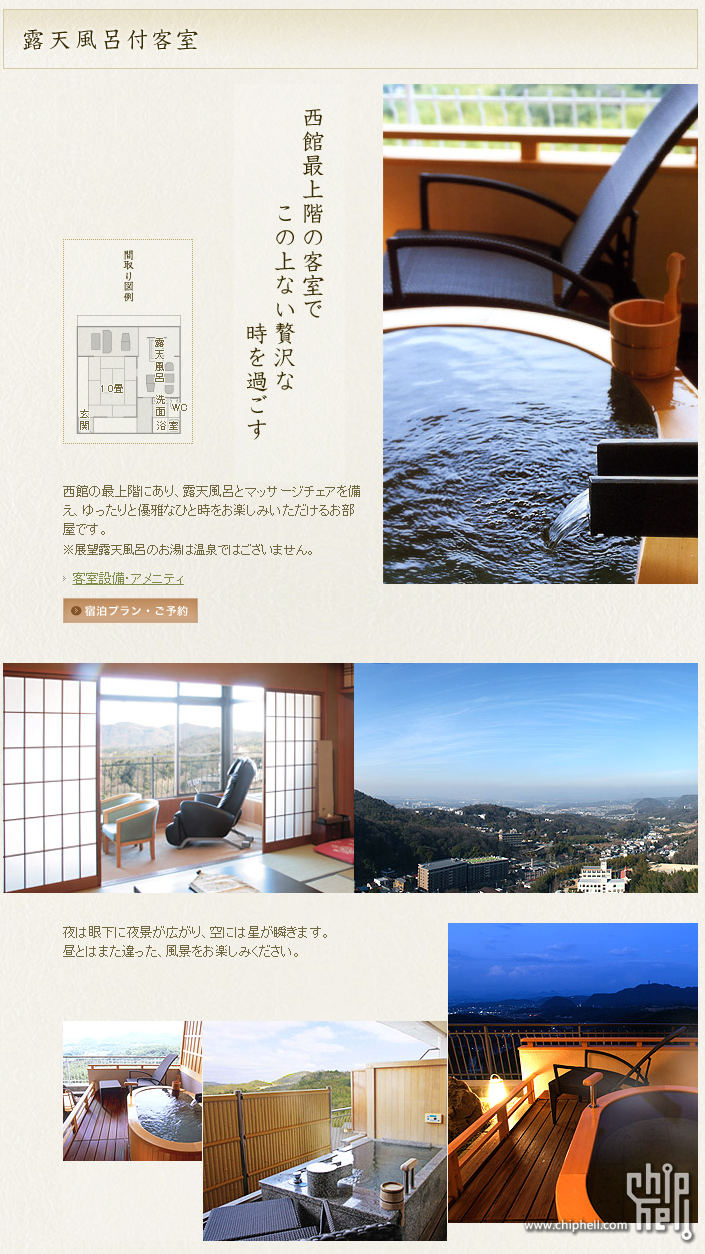 露天風呂付客室
西館最上階の客室で
この上ない贅沢な
時を過ごす
間取り図例
露天風呂
10畳
洗面
WC
玄関
浴室
西館の最上階にあり、露天風呂とマッサージチェアを備
え、ゆったりと優雅なひと時をお楽しみいただけるお部
屋です。
※展望露天風呂のお湯は温泉ではございません。
客室設備・アメニティ
宿泊プラン・ご予約
夜は眼下に夜景が広がり、空には星が瞬きます。
昼とはまた違った、風景をお楽しみください。
www.chiphell.com
chip
hell